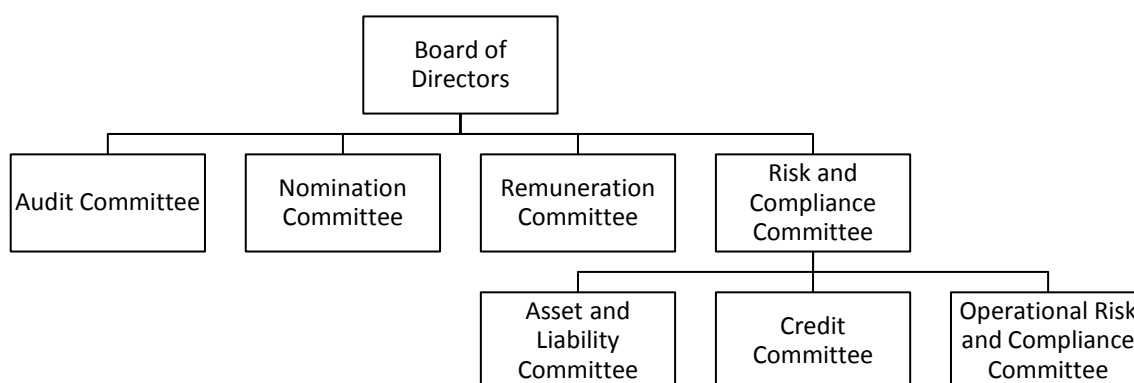 Board of
Directors
Audit Committee
Nomination
Committee
Remuneration
Committee
Risk and
Compliance
Committee
Asset and
Liability
Committee
Credit
Committee
Operational Risk
and Compliance
Committee